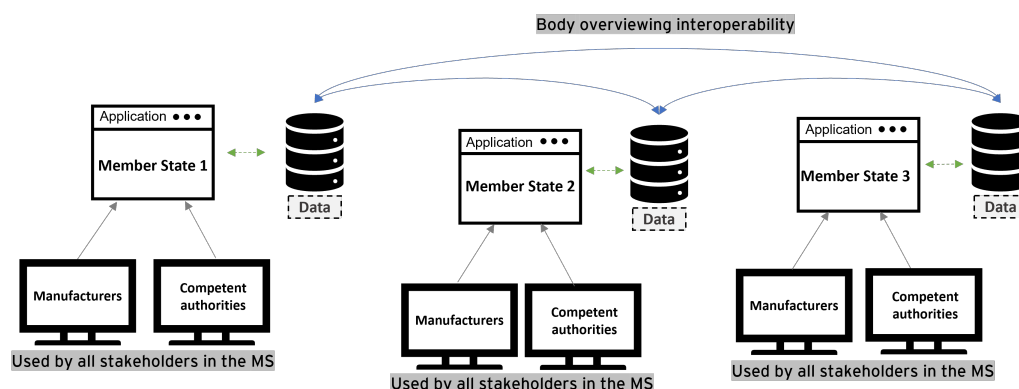 Body overviewing interoperability
Application
Member State 1
Data
Manufacturers
Competent
authorities
Used by all stakeholders in the MS
Application
Member State 2
Data
Manufacturers
Competent
authorities
Used by all stakeholders in the MS
Application
Member State 3
Data
Manufacturers
Competent
authorities
Used by all stakeholders in the MS